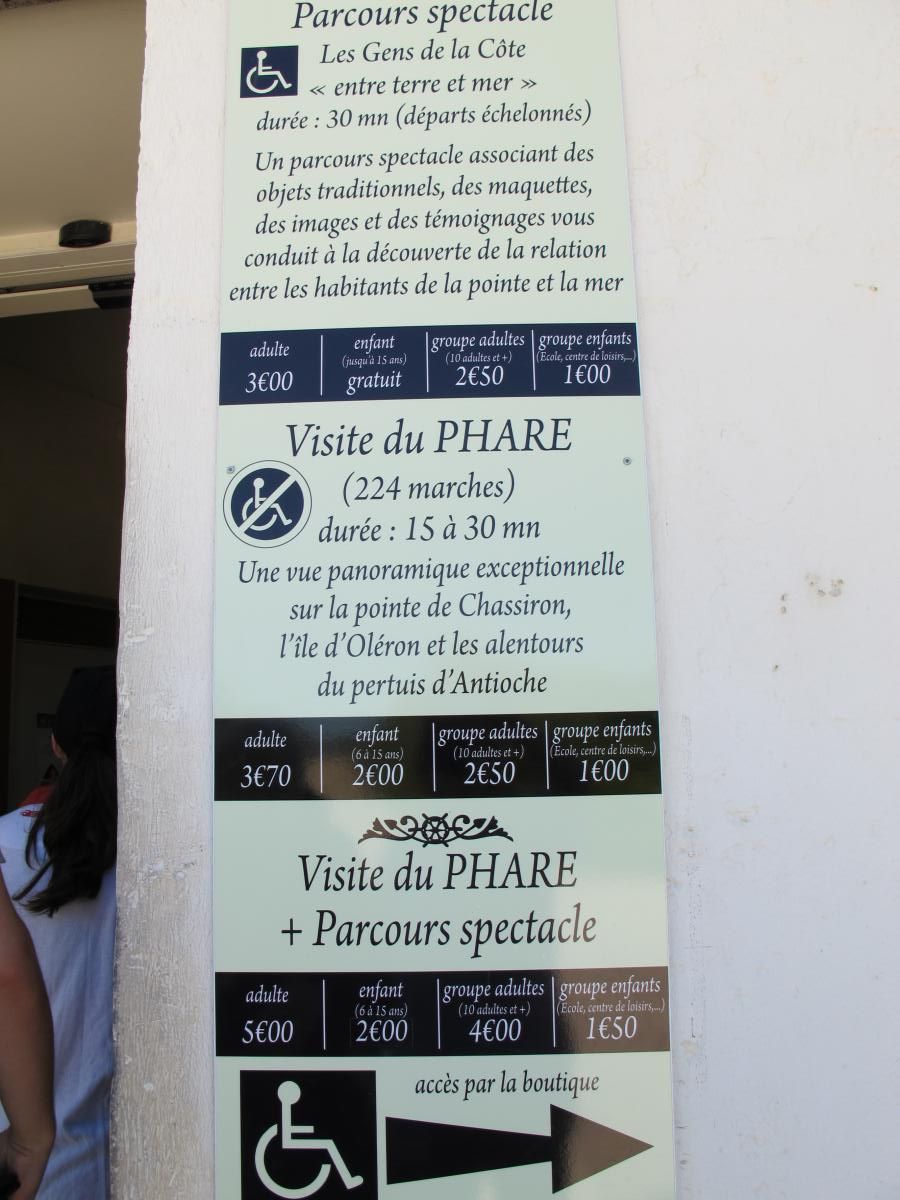 Parcours spectacle
Les Gens de la Côte
« entre terre et mer »
durée : 30 mn (départs échelonnés)
Un parcours spectacle associant des
objets traditionnels, des maquettes,
des images et des témoignages vous
conduit à la découverte de la relation
entre les habitants de la pointe et la mer
adulte
3€00
enfant
(jusqu'à 15 ans)
gratuit
groupe adultes
(10 adultes et +)
2€50
groupe enfants
(Ecole, centre de loisirs,...)
1€00
Visite du PHARE
(224 marches)
durée : 15 à 30 mn
Une vue panoramique exceptionnelle
sur la pointe de Chassiron,
l'île d'Oléron et les alentours
du pertuis d'Antioche
adulte
3€70
enfant
(6 à 15 ans)
2€00
groupe adultes
(10 adultes et +)
2€50
groupe enfants
(Ecole, centre de loisirs,...)
1€00
Visite du PHARE
+ Parcours spectacle
adulte
5€00
enfant
(6 à 15 ans)
2€00
groupe adultes
(10 adultes et +)
4€00
groupe enfants
(Ecole, centre de loisirs,...)
1€50
accès par la boutique